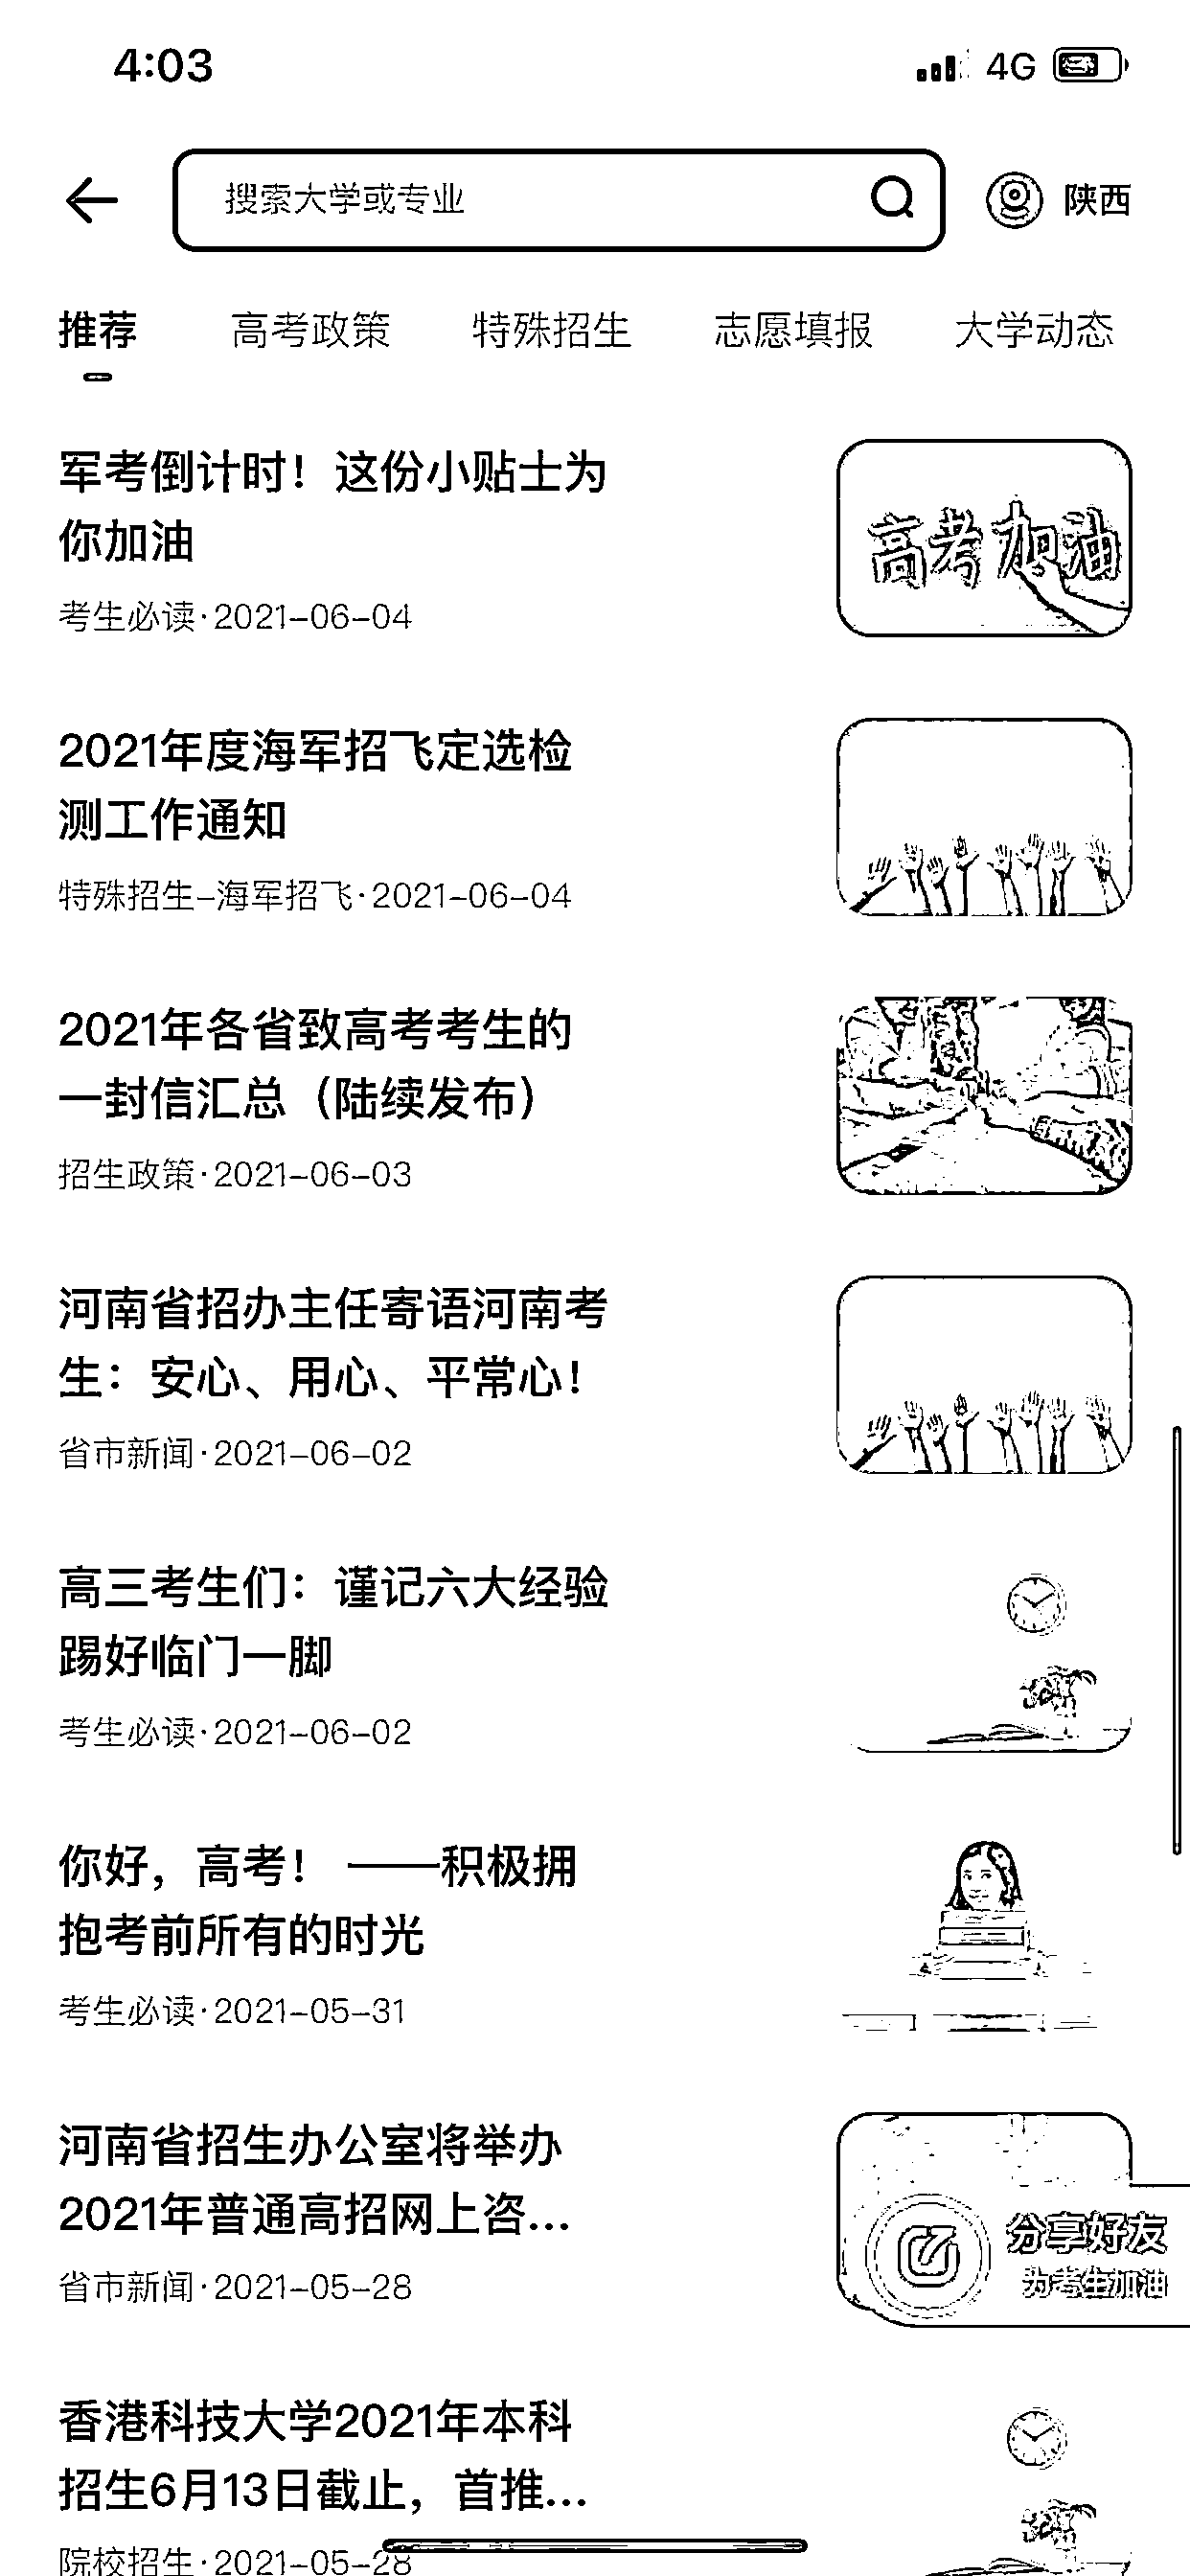 4:03
4G
搜索大学或专业
陕西
推荐 高考政策 特殊招生 志愿填报 大学动态
军考倒计时！这份小贴士为
你加油
考生必读·2021-06-04
高考加油
2021年度海军招飞定选检
测工作通知
特殊招生-海军招飞·2021-06-04
2021年各省致高考考生的
一封信汇总（陆续发布）
招生政策·2021-06-03
河南省招办主任寄语河南考
生：安心、用心、平常心！
省市新闻·2021-06-02
高三考生们：谨记六大经验
踢好临门一脚
考生必读·2021-06-02
你好，高考！ ——积极拥
抱考前所有的时光
考生必读·2021-05-31
河南省招生办公室将举办
2021年普通高招网上咨...
省市新闻·2021-05-28
分享好友
为考生加油
香港科技大学2021年本科
招生6月13日截止，首推...
院校招生·2021-05-28